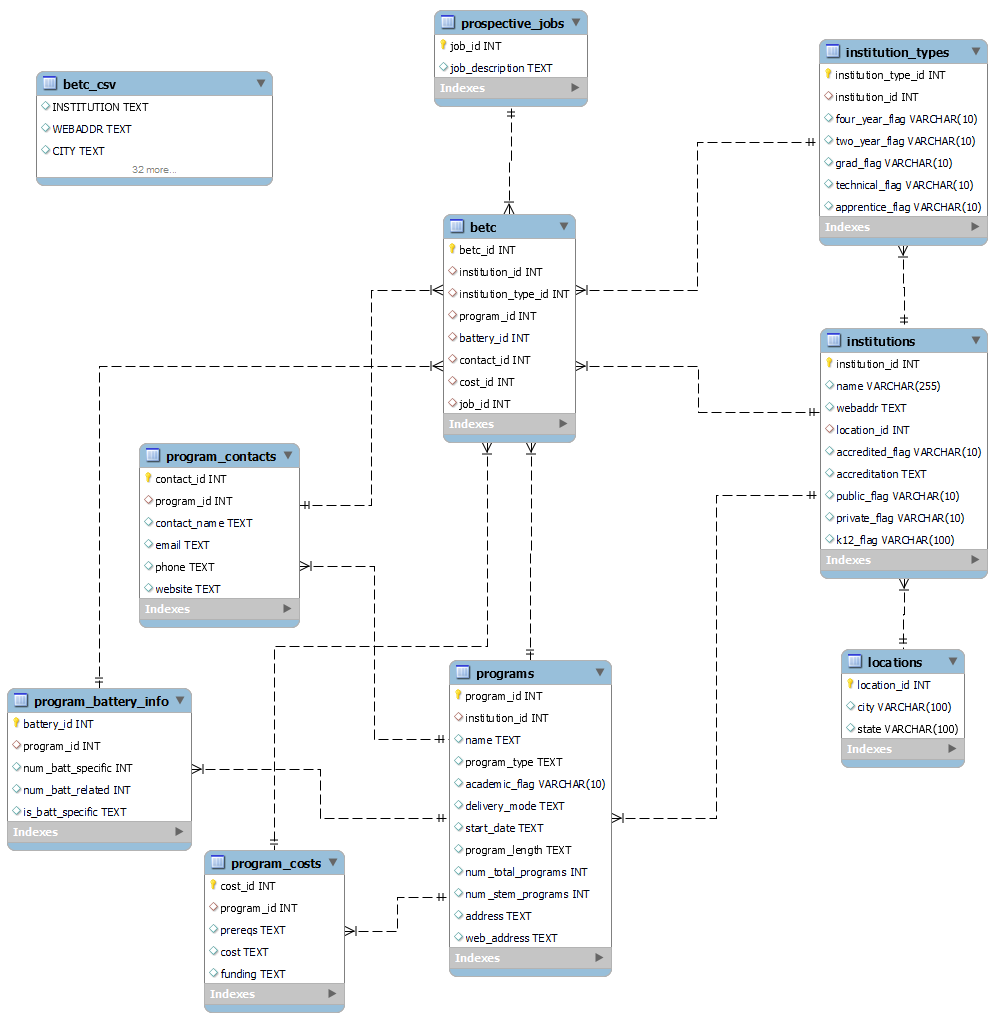 prospective_jobs
job_id INT
job_description TEXT
Indexes
betc_csv
INSTITUTION TEXT
WEBADDR TEXT
CITY TEXT
32 more...
institution_types
institution_type_id INT
institution_id INT
four_year_flag VARCHAR(10)
two_year_flag VARCHAR(10)
grad_flag VARCHAR(10)
technical_flag VARCHAR(10)
apprentice_flag VARCHAR(10)
Indexes
betc
betc_id INT
institution_id INT
institution_type_id INT
program_id INT
battery_id INT
contact_id INT
cost_id INT
job_id INT
Indexes
institutions
institution_id INT
name VARCHAR(255)
webaddr TEXT
location_id INT
accredited_flag VARCHAR(10)
accreditation TEXT
public_flag VARCHAR(10)
private_flag VARCHAR(10)
k12_flag VARCHAR(100)
Indexes
program_contacts
contact_id INT
program_id INT
contact_name TEXT
email TEXT
phone TEXT
website TEXT
Indexes
locations
location_id INT
city VARCHAR(100)
state VARCHAR(100)
Indexes
programs
program_id INT
institution_id INT
name TEXT
program_type TEXT
academic_flag VARCHAR(10)
delivery_mode TEXT
start_date TEXT
program_length TEXT
num_total_programs INT
num_stem_programs INT
address TEXT
web_address TEXT
Indexes
program_battery_info
battery_id INT
program_id INT
num_batt_specific INT
num_batt_related INT
is_batt_specific TEXT
Indexes
program_costs
cost_id INT
program_id INT
prereqs TEXT
cost TEXT
funding TEXT
Indexes